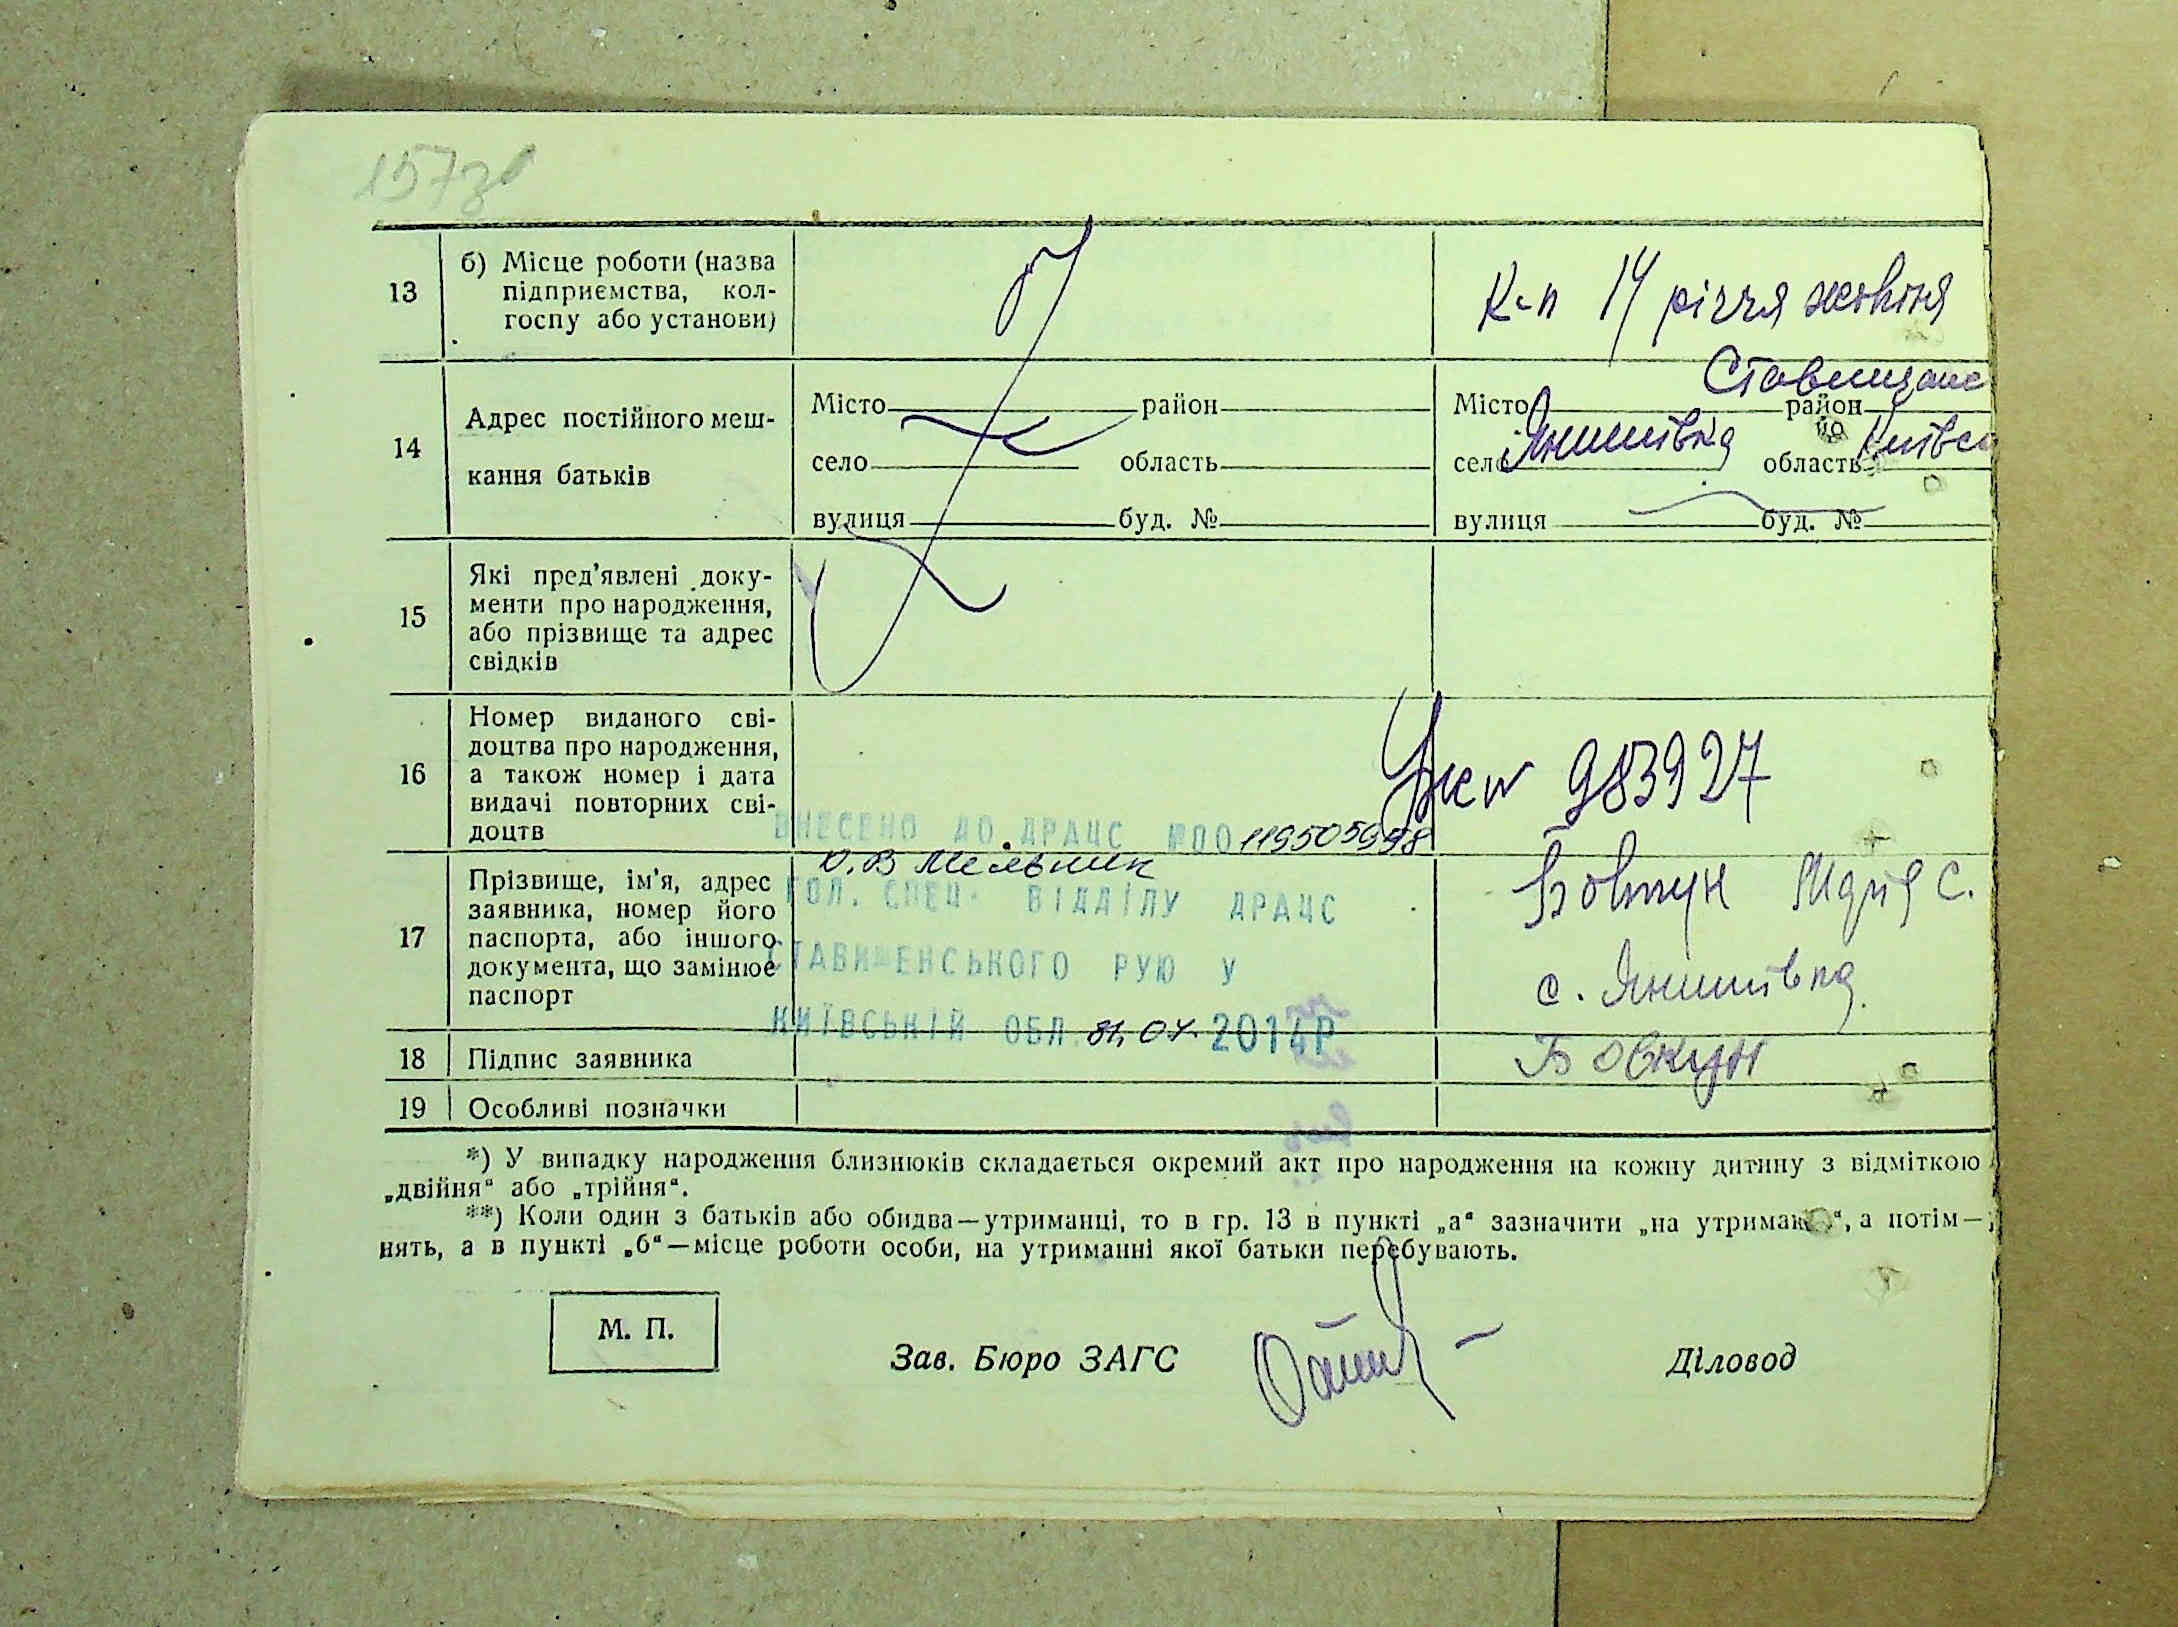 157зв
13
б) Місце роботи (назва
підприємства, кол-
госпу або установи)
К-п 14 річчя жовтня
14
Адрес постійного меш-
кання батьків
Місто район
село область
вулиця буд. №
Ставищанс
Місто район
село Янишівка область Київсь
вулиця буд. №
15
Які пред'явлені доку-
менти про народження,
або прізвище та адрес
свідків
16
Номер виданого сві-
доцтва про народження,
а також номер і дата
видачі повторних сві-
доцтв
983927
ВНЕСЕНО ДО ДРАЦС №ПО
О.В Мельник
ГОЛ. СПЕЦ. ВІДДІЛУ ДРАЦС
СТАВИЩЕНСЬКОГО РУЮ У
КИЇВСЬКІЙ ОБЛ. 2014Р
17
Прізвище, ім'я, адрес
заявника, номер його
паспорта, або іншого
документа, що замінює
паспорт
Бовкун С.
с. Янишівка
18
Підпис заявника
Бовкун
19
Особливі позначки
*) У випадку народження близнюків складається окремий акт про народження на кожну дитину з відміткою
„двійня“ або „трійня“.
**) Коли один з батьків або обидва—утриманці, то в гр. 13 в пункті „а“ зазначити „на утриманні“, а потім—
нять, а в пункті „б“—місце роботи особи, на утриманні якої батьки перебувають.
М. П.
Зав. Бюро ЗАГС
Діловод